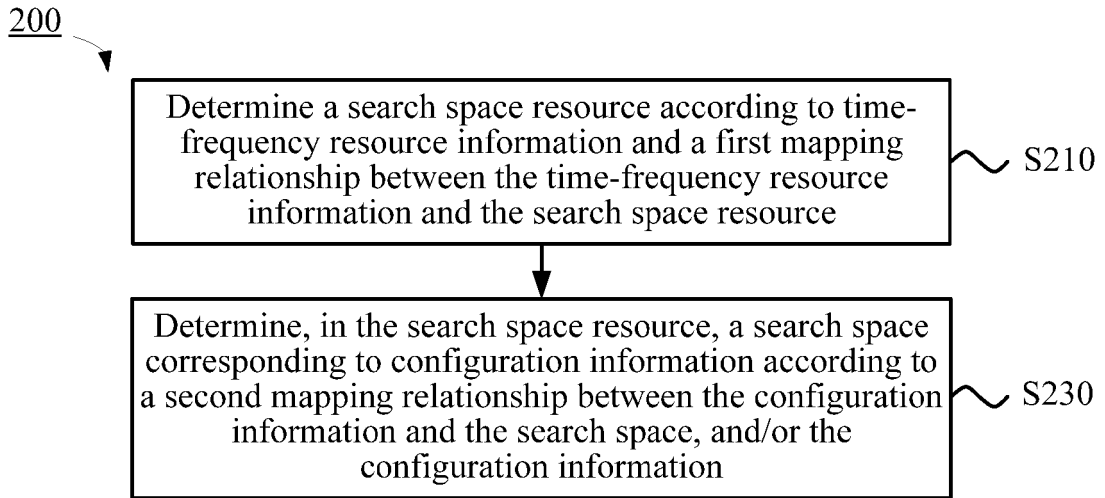 200
Determine a search space resource according to time-
frequency resource information and a first mapping
relationship between the time-frequency resource
information and the search space resource
S210
Determine, in the search space resource, a search space
corresponding to configuration information according to
a second mapping relationship between the configuration
information and the search space, and/or the
configuration information
S230